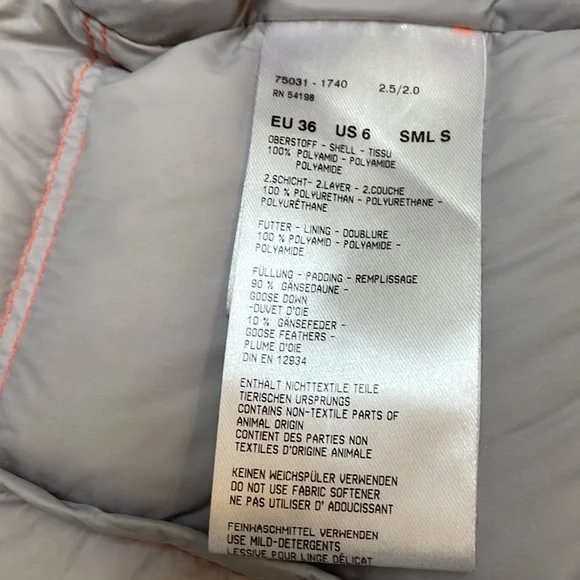 75031 - 1740 2.5/2.0
RN 54198
EU 36 US 6 SML S
OBERSTOFF - SHELL - TISSU
100% POLYAMID - POLYAMIDE
POLYAMIDE
2.SCHICHT- 2.LAYER - 2.COUCHE
100 % POLYURETHAN - POLYURETHANE -
POLYURÉTHANE
FUTTER - LINING - DOUBLURE
100 % POLYAMID - POLYAMIDE -
POLYAMIDE
FÜLLUNG - PADDING - REMPLISSAGE
90 % GÄNSEDAUNE -
GOOSE DOWN
-DUVET D'OIE
10 % GÄNSEFEDER -
GOOSE FEATHERS -
PLUME D'OIE
DIN EN 12934
ENTHÄLT NICHTTEXTILE TEILE
TIERISCHEN URSPRUNGS
CONTAINS NON-TEXTILE PARTS OF
ANIMAL ORIGIN
CONTIENT DES PARTIES NON
TEXTILES D'ORIGINE ANIMALE
KEINEN WEICHSPÜLER VERWENDEN
DO NOT USE FABRIC SOFTENER
NE PAS UTILISER D' ADOUCISSANT
FEINWASCHMITTEL VERWENDEN
USE MILD-DETERGENTS
LESSIVE POUR LINGE DÉLICAT